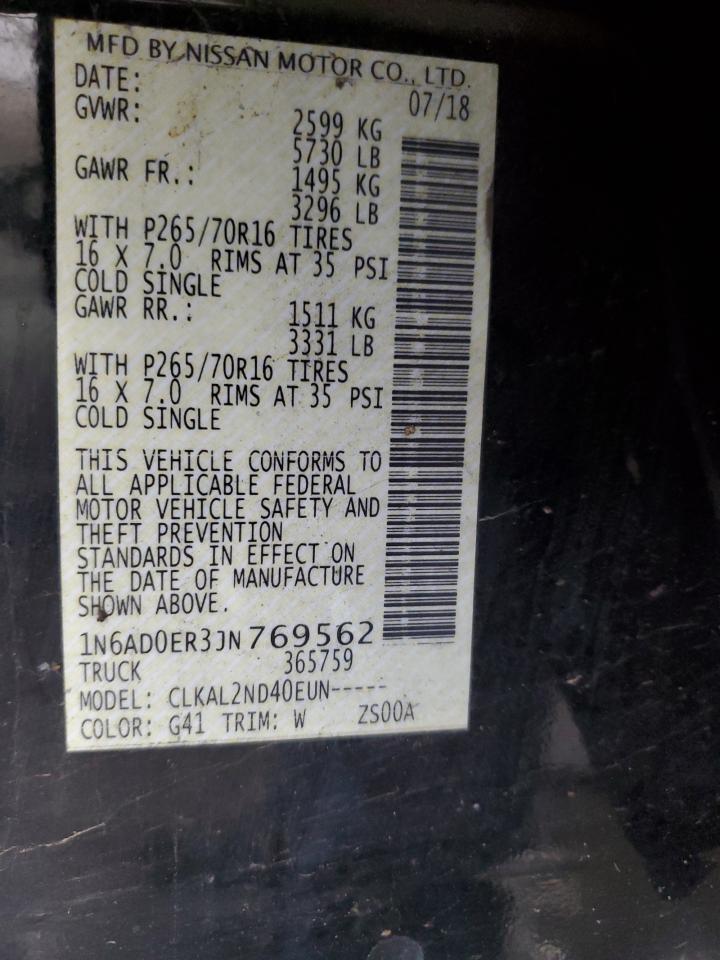 MFD BY NISSAN MOTOR CO., LTD.
DATE: 07/18
GVWR: 2599 KG
5730 LB
GAWR FR.: 1495 KG
3296 LB
WITH P265/70R16 TIRES
16 X 7.0 RIMS AT 35 PSI
COLD SINGLE
GAWR RR.: 1511 KG
3331 LB
WITH P265/70R16 TIRES
16 X 7.0 RIMS AT 35 PSI
COLD SINGLE
THIS VEHICLE CONFORMS TO
ALL APPLICABLE FEDERAL
MOTOR VEHICLE SAFETY AND
THEFT PREVENTION
STANDARDS IN EFFECT ON
THE DATE OF MANUFACTURE
SHOWN ABOVE.
1N6AD0ER3JN769562
TRUCK 365759
MODEL: CLKAL2ND40EUN-----
COLOR: G41 TRIM: W ZS00A